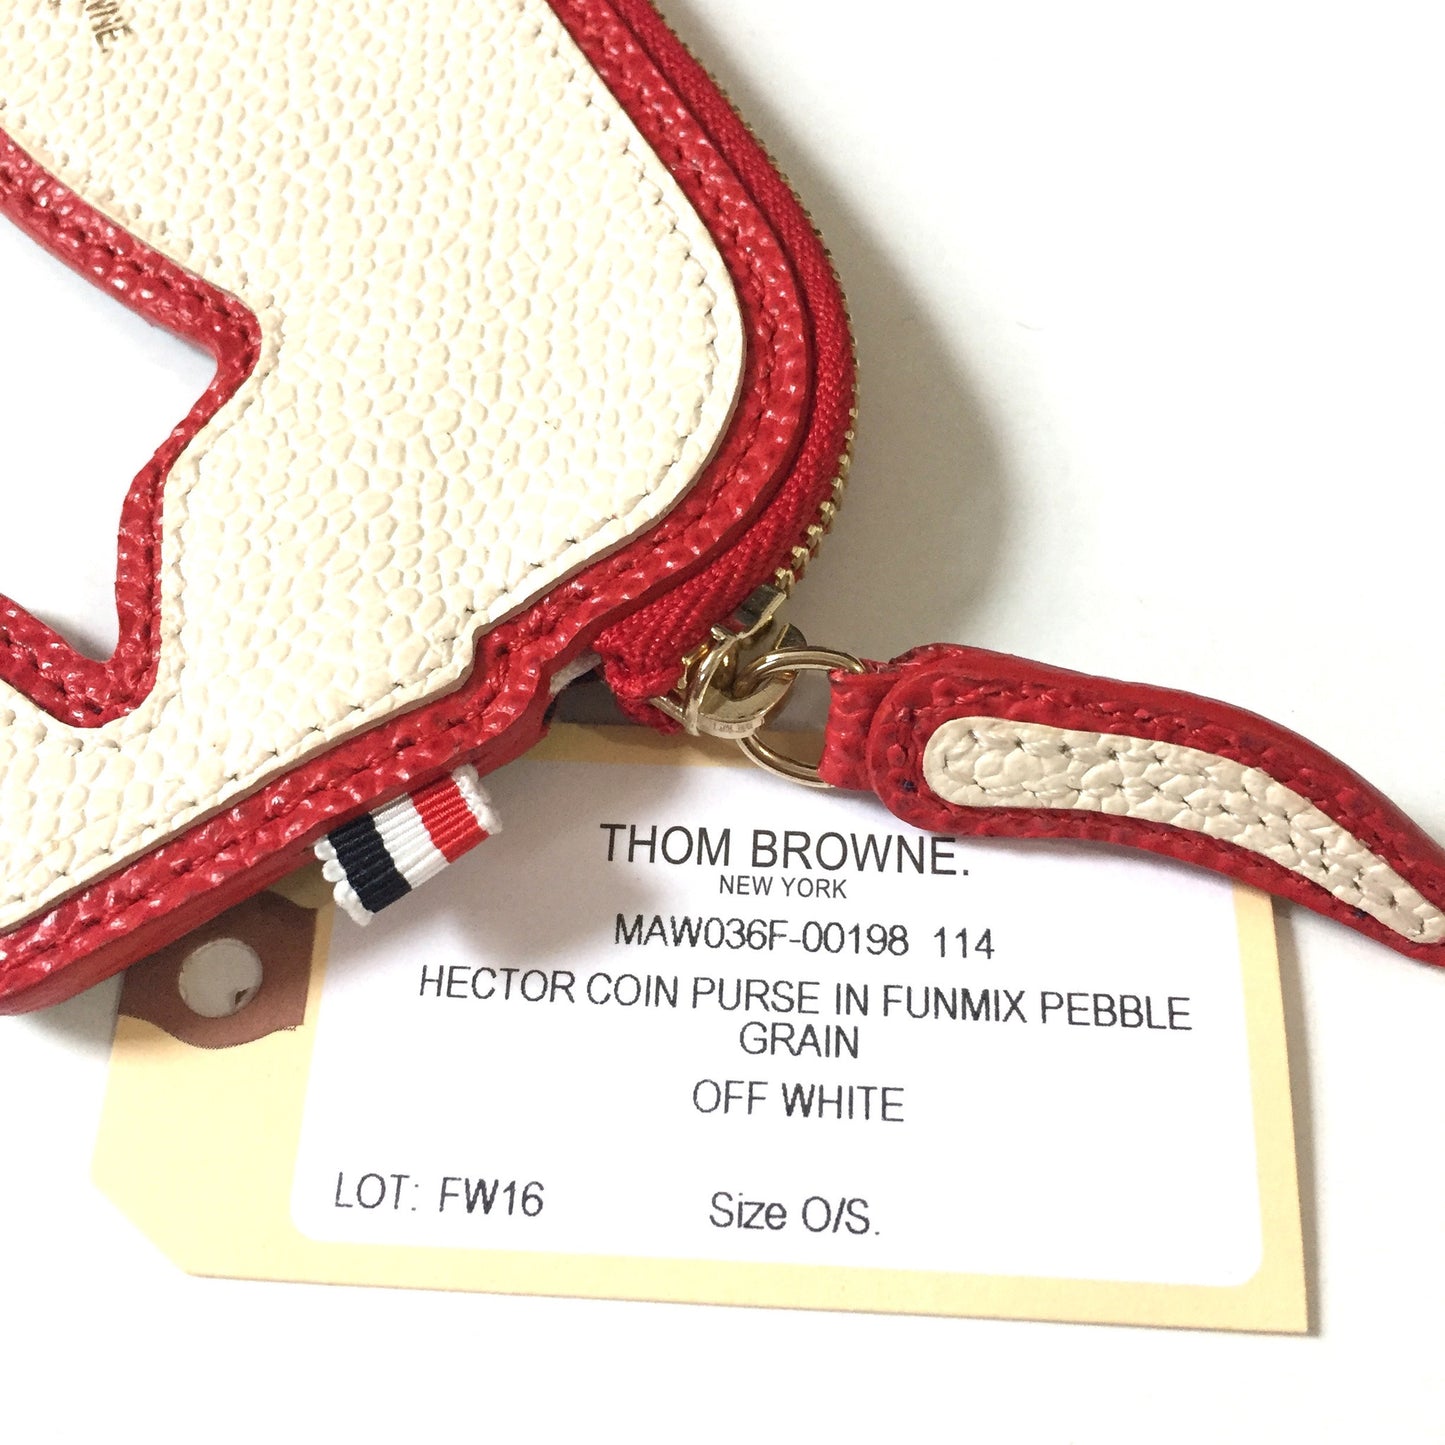 WNE.
THOM BROWNE.
NEW YORK
MAW036F-00198 114
HECTOR COIN PURSE IN FUNMIX PEBBLE
GRAIN
OFF WHITE
LOT: FW16 Size O/S.